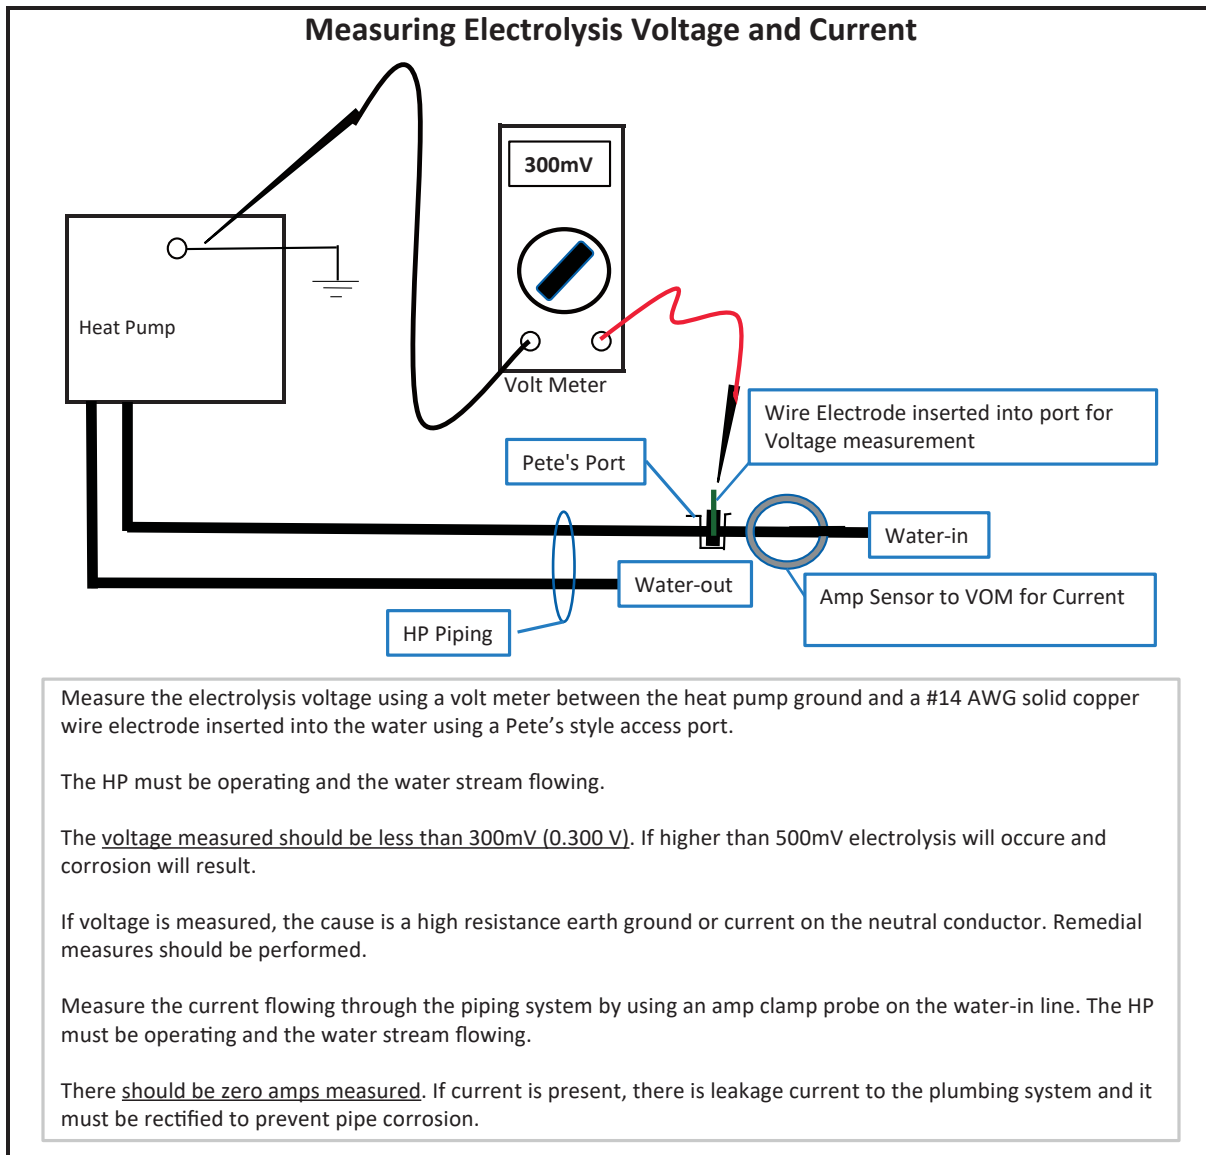 Measuring Electrolysis Voltage and Current
300mV
Heat Pump
Volt Meter
Wire Electrode inserted into port for
Voltage measurement
Pete's Port
Water-in
Water-out
Amp Sensor to VOM for Current
HP Piping
Measure the electrolysis voltage using a volt meter between the heat pump ground and a #14 AWG solid copper
wire electrode inserted into the water using a Pete’s style access port.
The HP must be operating and the water stream flowing.
The voltage measured should be less than 300mV (0.300 V). If higher than 500mV electrolysis will occure and
corrosion will result.
If voltage is measured, the cause is a high resistance earth ground or current on the neutral conductor. Remedial
measures should be performed.
Measure the current flowing through the piping system by using an amp clamp probe on the water-in line. The HP
must be operating and the water stream flowing.
There should be zero amps measured. If current is present, there is leakage current to the plumbing system and it
must be rectified to prevent pipe corrosion.